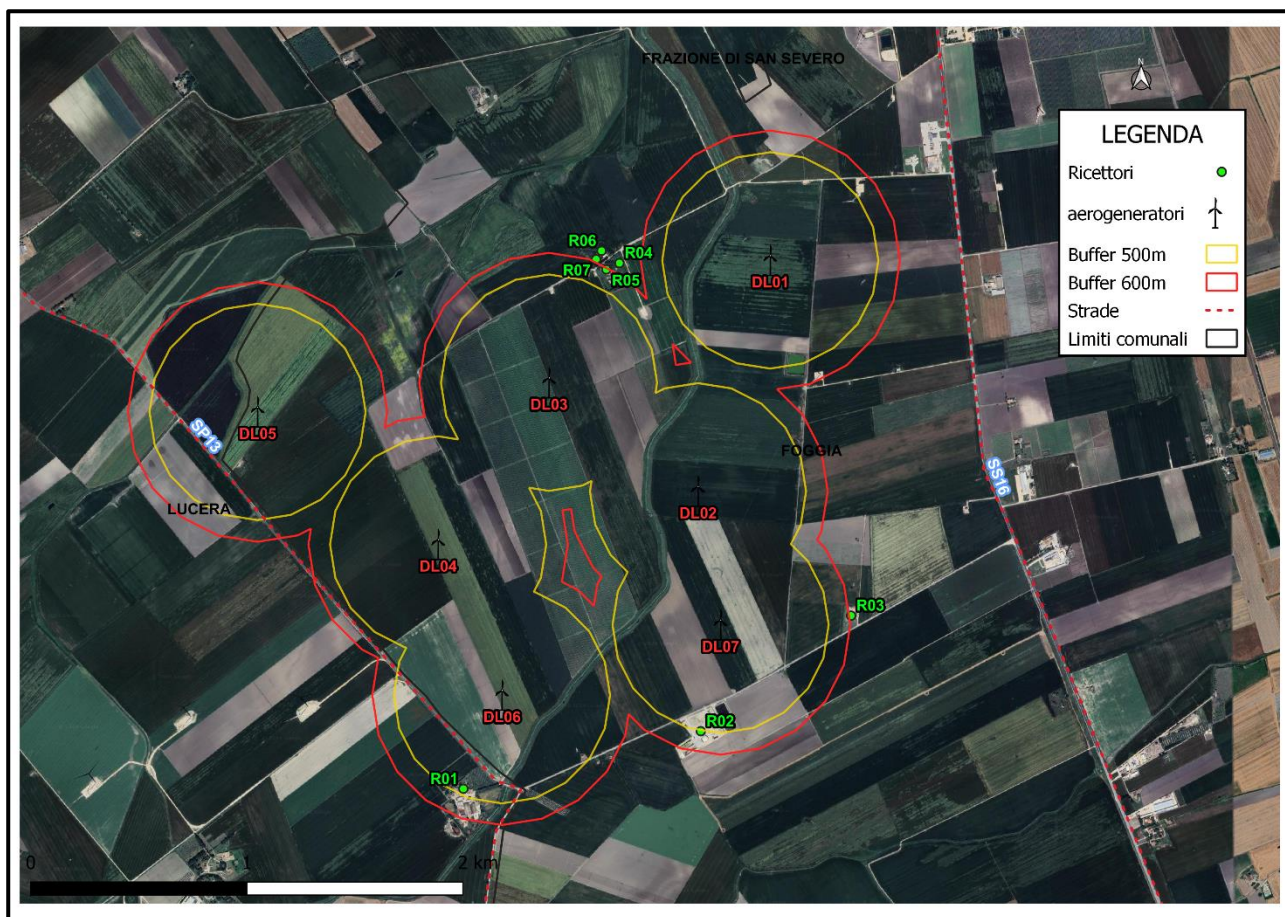 FRAZIONE DI SAN SEVERO
N
LEGENDA
Ricettori
aerogeneratori
Buffer 500m
Buffer 600m
Strade
Limiti comunali
R06
R04
R07
R05
DL01
DL03
DL05
SP13
FOGGIA
SS16
LUCERA
DL02
DL04
R03
DL07
DL06
R02
R01
0
1
2 km